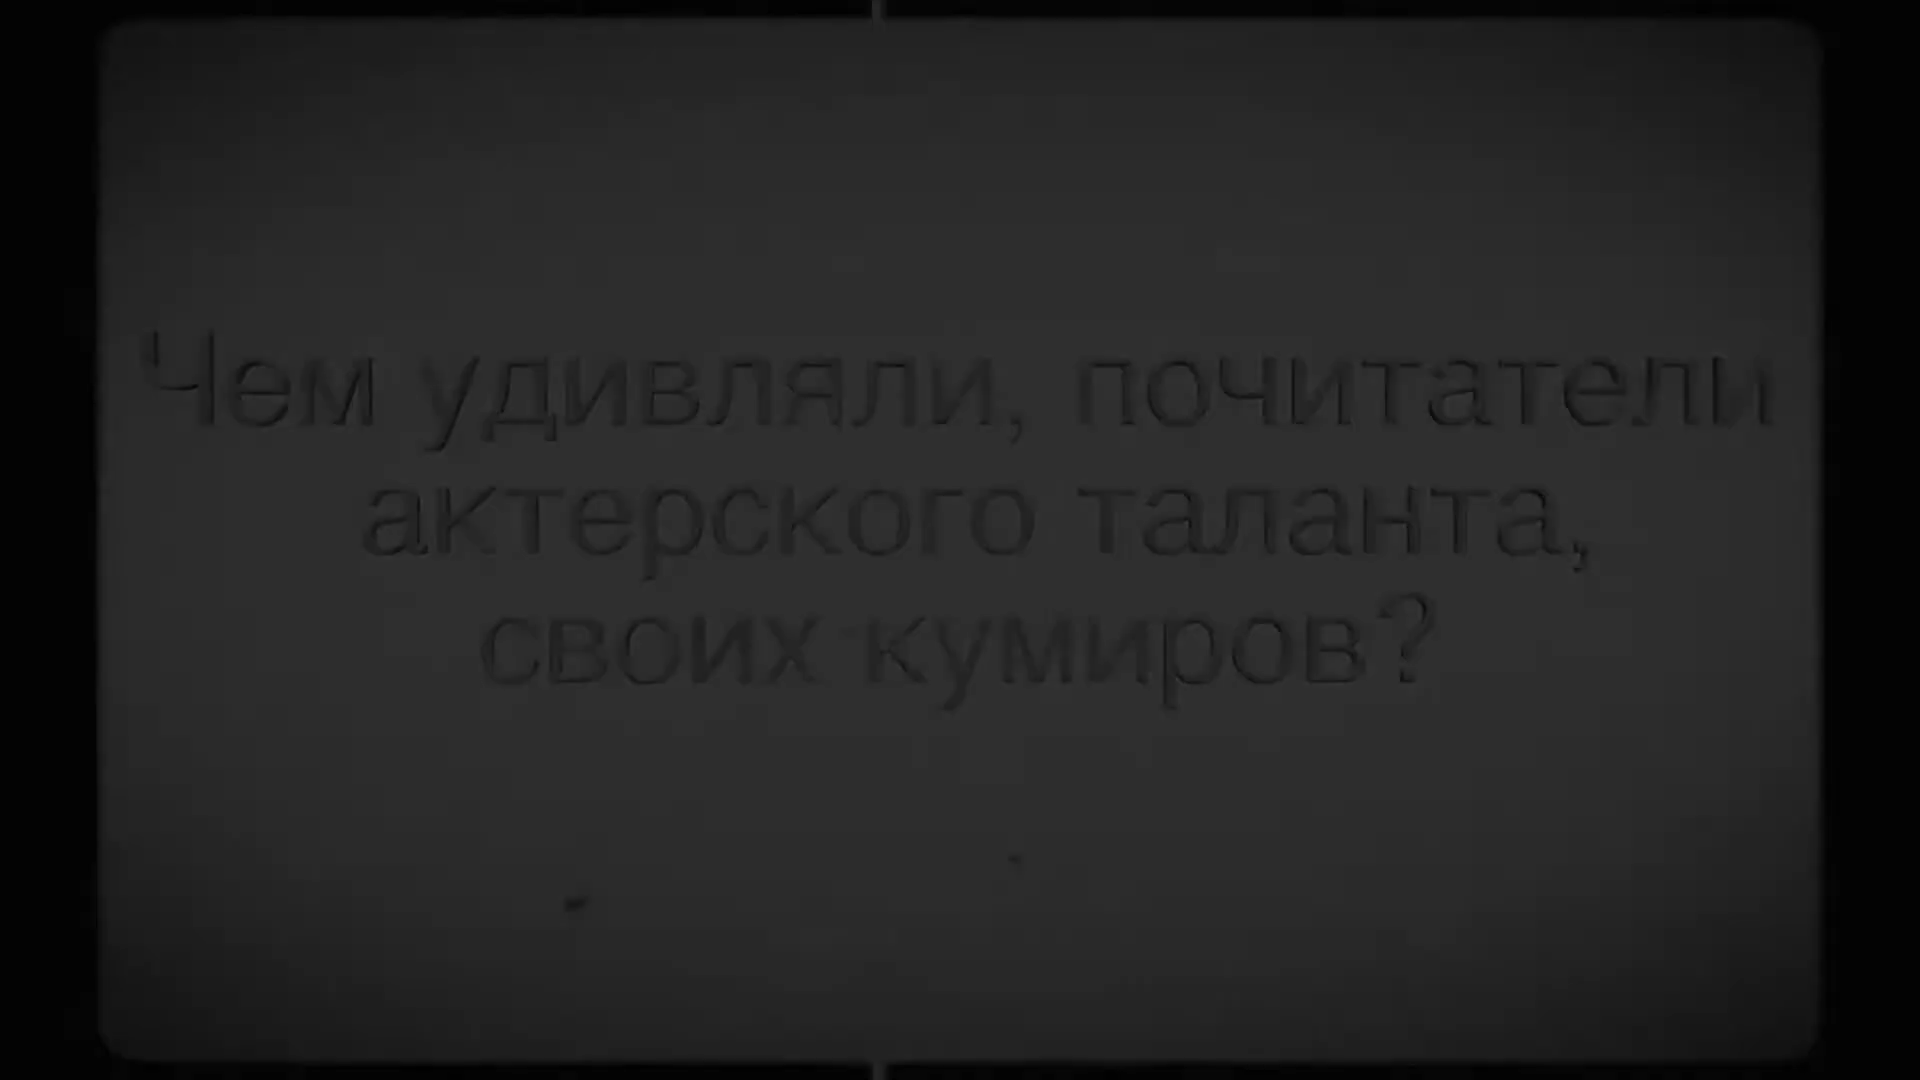 Чем удивляли, почитатели
актерского таланта,
своих кумиров?